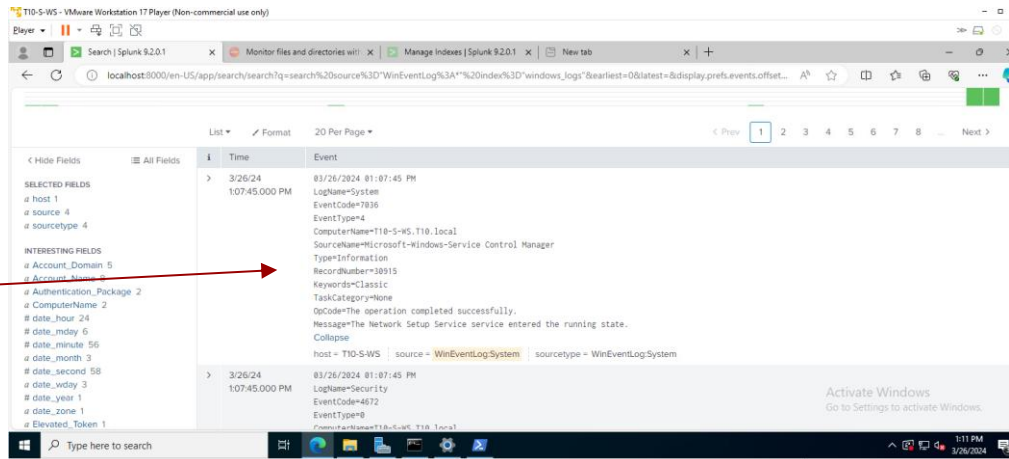 T10-S-WS - VMware Workstation 17 Player (Non-commercial use only)
Player
Search | Splunk 9.2.0.1
Monitor files and directories with
Manage Indexes | Splunk 9.2.0.1
New tab
localhost:8000/en-US/app/search/search?q=search%20source%3D"WinEventLog%3A*"%20index%3D"windows_logs"&earliest=0&latest=&display.prefs.events.offset...
List Format 20 Per Page < Prev 1 2 3 4 5 6 7 8 ... Next >
< Hide Fields All Fields
i Time Event
SELECTED FIELDS
a host 1
a source 4
a sourcetype 4
INTERESTING FIELDS
a Account_Domain 5
a Account_Name
a Authentication_Package 2
a ComputerName 2
# date_hour 24
# date_mday 6
# date_minute 56
a date_month 3
# date_second 58
a date_wday 3
# date_year 1
a date_zone 1
a Elevated_Token 1
> 3/26/24
1:07:45.000 PM
03/26/2024 01:07:45 PM
LogName=System
EventCode=7036
EventType=4
ComputerName=T10-S-WS.T10.local
SourceName=Microsoft-Windows-Service Control Manager
Type=Information
RecordNumber=30915
Keywords=Classic
TaskCategory=None
OpCode=The operation completed successfully.
Message=The Network Setup Service service entered the running state.
Collapse
host = T10-S-WS source = WinEventLog:System sourcetype = WinEventLog:System
> 3/26/24
1:07:45.000 PM
03/26/2024 01:07:45 PM
LogName=Security
EventCode=4672
EventType=0
ComputerName=T10-S-WS.T10.local
Activate Windows
Go to Settings to activate Windows.
Type here to search
1:11 PM
3/26/2024